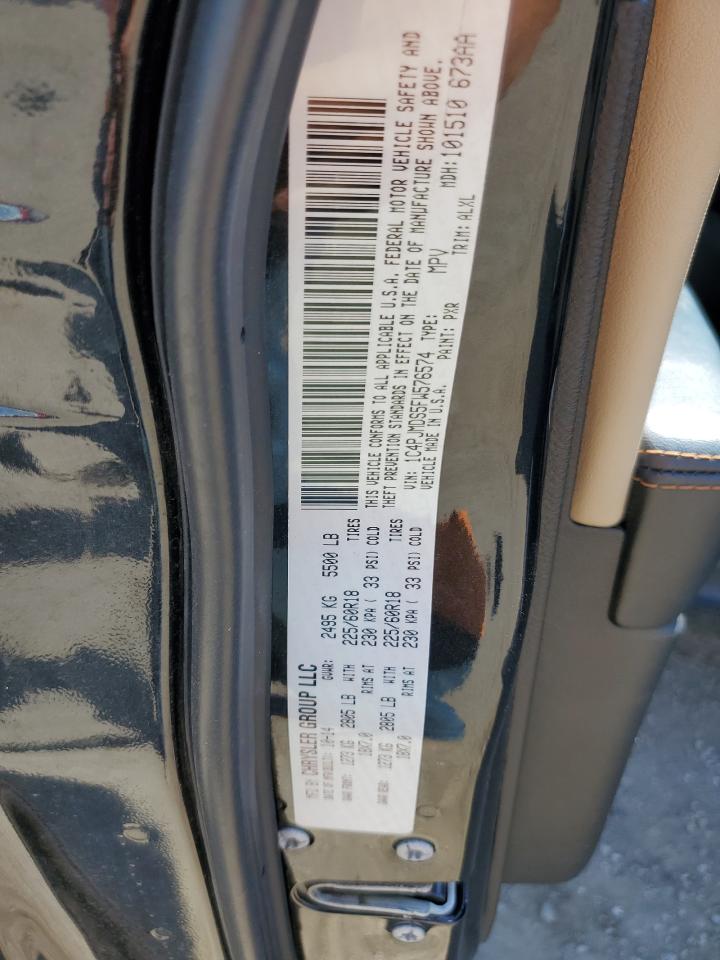 MFG BY: CHRYSLER GROUP LLC
DATE OF MFR 10-14 GVWR: 2495 KG 5500 LB
GAWR FRONT: 1273 KG 2805 LB WITH 225/60R18 TIRES
18X7.0 RIMS AT 230 KPA ( 33 PSI) COLD
GAWR REAR: 1273 KG 2805 LB WITH 225/60R18 TIRES
18X7.0 RIMS AT 230 KPA ( 33 PSI) COLD
THIS VEHICLE CONFORMS TO ALL APPLICABLE U.S.A. FEDERAL MOTOR VEHICLE SAFETY AND
THEFT PREVENTION STANDARDS IN EFFECT ON THE DATE OF MANUFACTURE SHOWN ABOVE.
VIN: 1C4PJMDS5FW576574 TYPE: MPV MDH:101510 673AA
VEHICLE MADE IN U.S.A. PAINT: PXR TRIM: ALXL